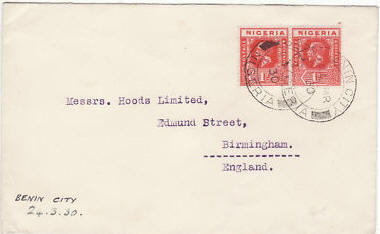 NIGERIA NIGERIA
Messrs. Hoods Limited,
Edmund Street,
Birmingham.
England.
BENIN CITY
24.3.30.